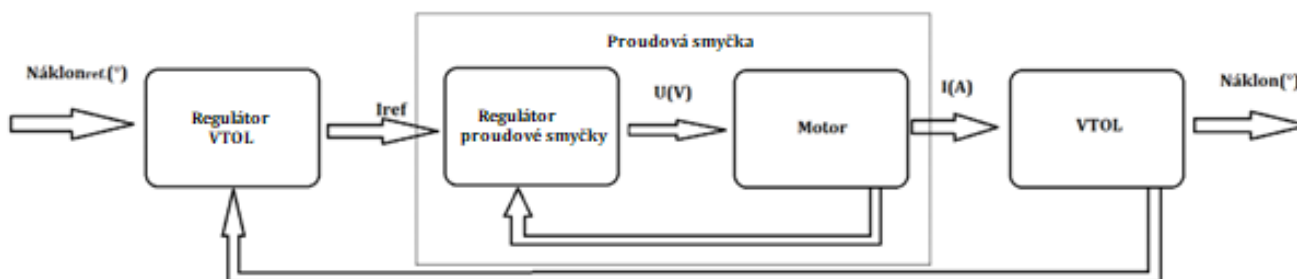 Proudová smyčka
Náklonref.(°)
Regulátor
VTOL
Iref
Regulátor
proudové smyčky
U(V)
Motor
I(A)
VTOL
Náklon(°)